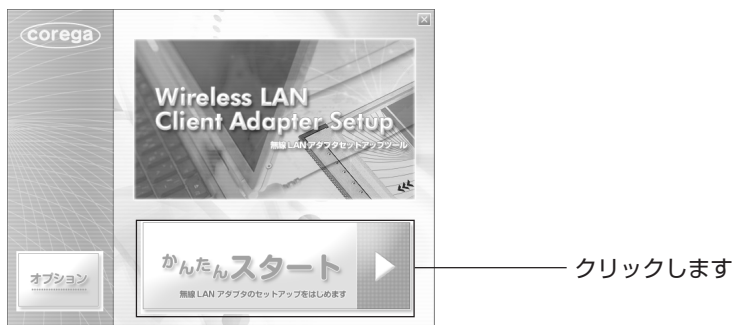 corega
Wireless LAN
Client Adapter Setup
無線LANアダプタセットアップツール
かんたんスタート
無線LANアダプタのセットアップをはじめます
オプション
クリックします